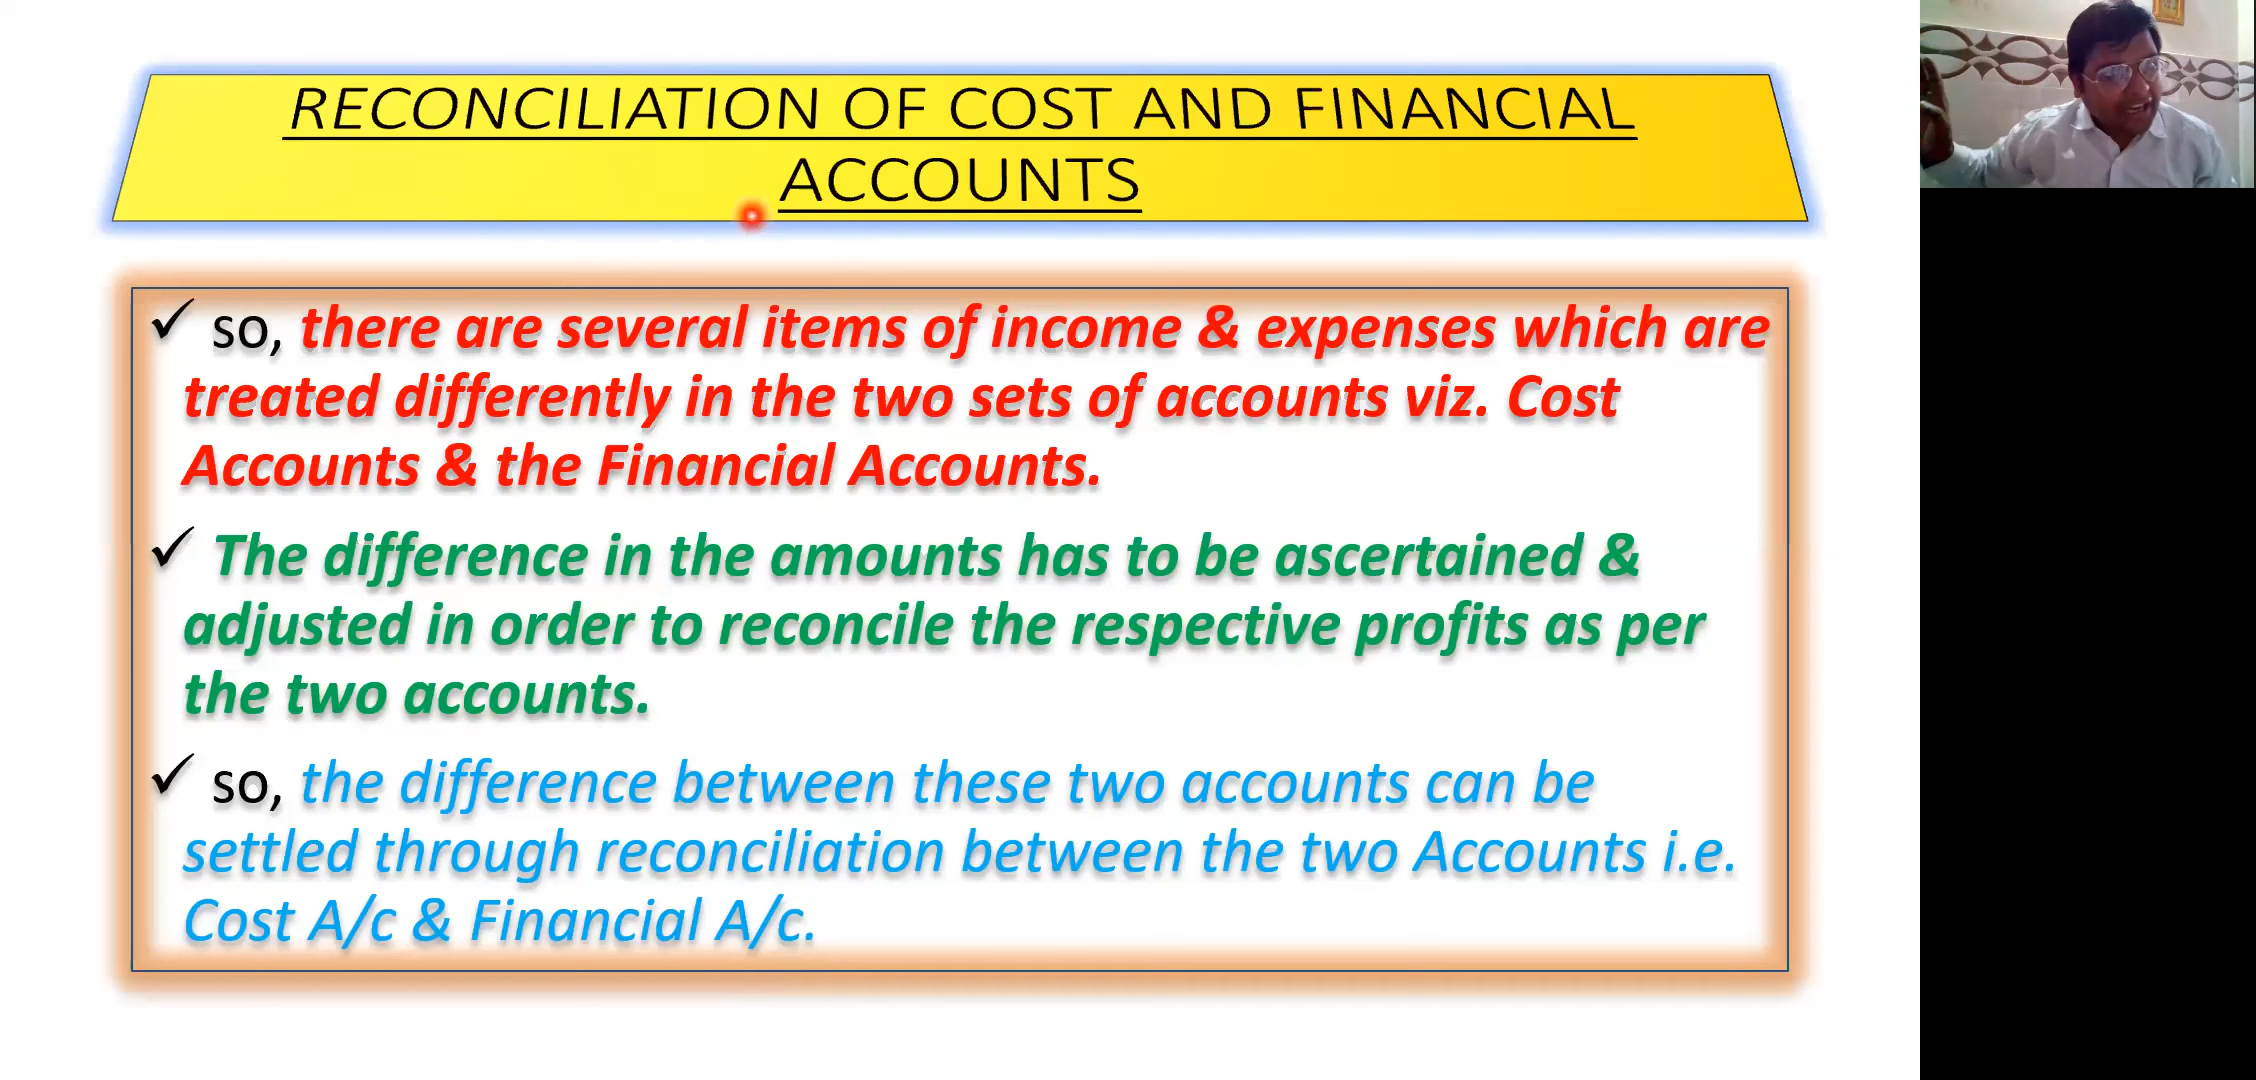 RECONCILIATION OF COST AND FINANCIAL
ACCOUNTS
✓ so, there are several items of income & expenses which are
treated differently in the two sets of accounts viz. Cost
Accounts & the Financial Accounts.
✓ The difference in the amounts has to be ascertained &
adjusted in order to reconcile the respective profits as per
the two accounts.
✓ so, the difference between these two accounts can be
settled through reconciliation between the two Accounts i.e.
Cost A/c & Financial A/c.